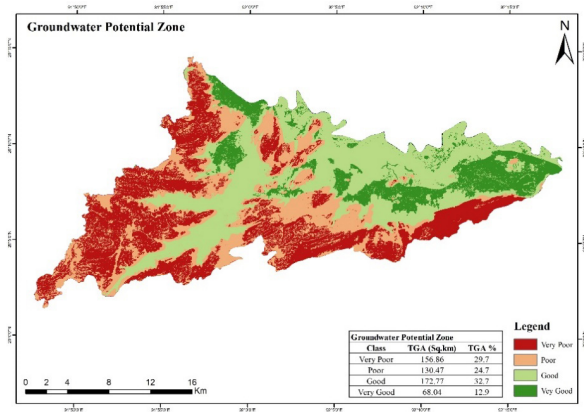 Groundwater Potential Zone
N
Groundwater Potential Zone
Class TGA (Sq.km) TGA %
Very Poor 156.86 29.7
Poor 130.47 24.7
Good 172.77 32.7
Very Good 68.04 12.9
Legend
Very Poor
Poor
Good
Vey Good
0 2 4 8 12 16
Km